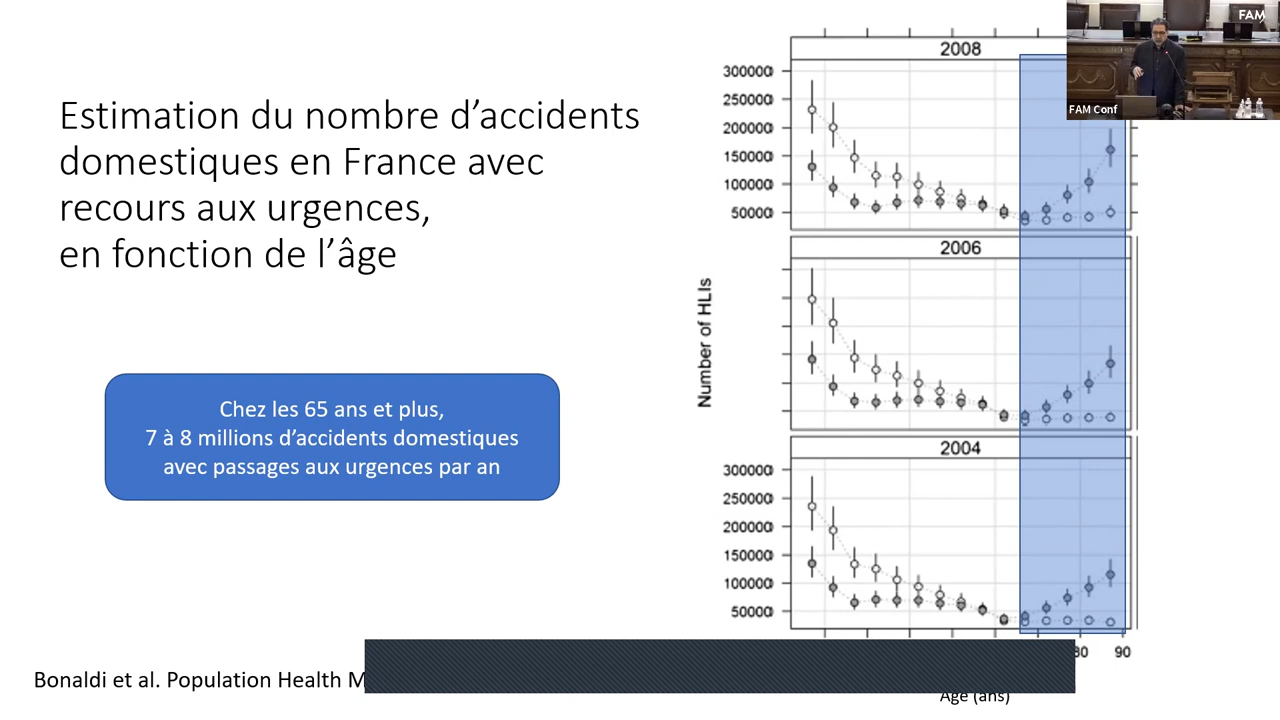 Estimation du nombre d’accidents
domestiques en France avec
recours aux urgences,
en fonction de l’âge
Chez les 65 ans et plus,
7 à 8 millions d’accidents domestiques
avec passages aux urgences par an
Number of HLIs
2008
300000
250000
200000
150000
100000
50000
2006
2004
300000
250000
200000
150000
100000
50000
90
Age (ans)
Bonaldi et al. Population Health
FAM
FAM Conf